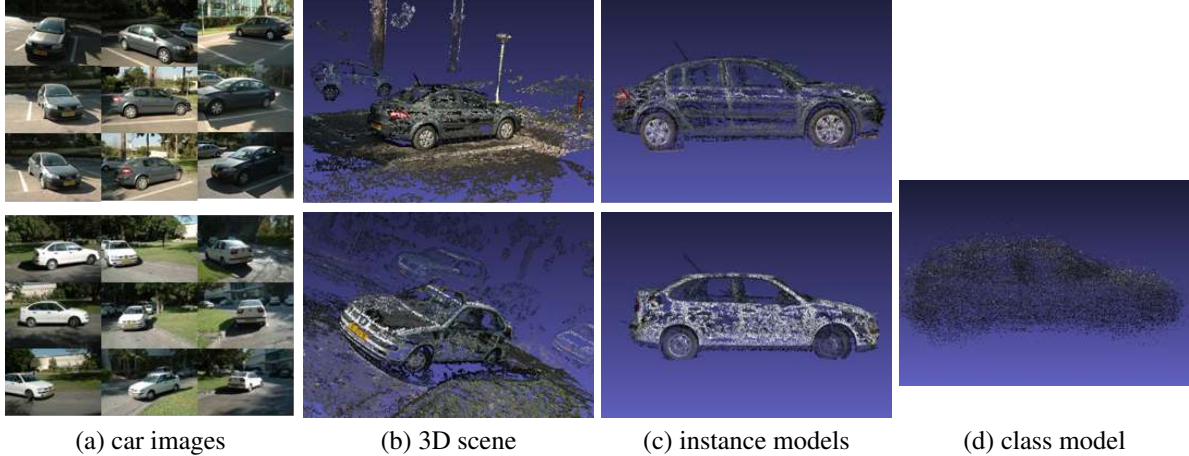 (a) car images
(b) 3D scene
(c) instance models
(d) class model